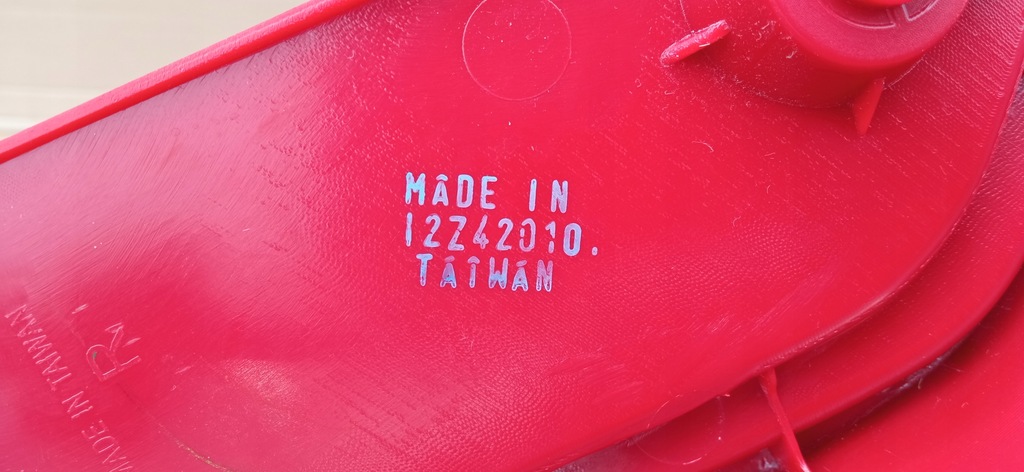 MADE IN
12Z42010.
TAIWAN
R
MADE IN TAIWAN